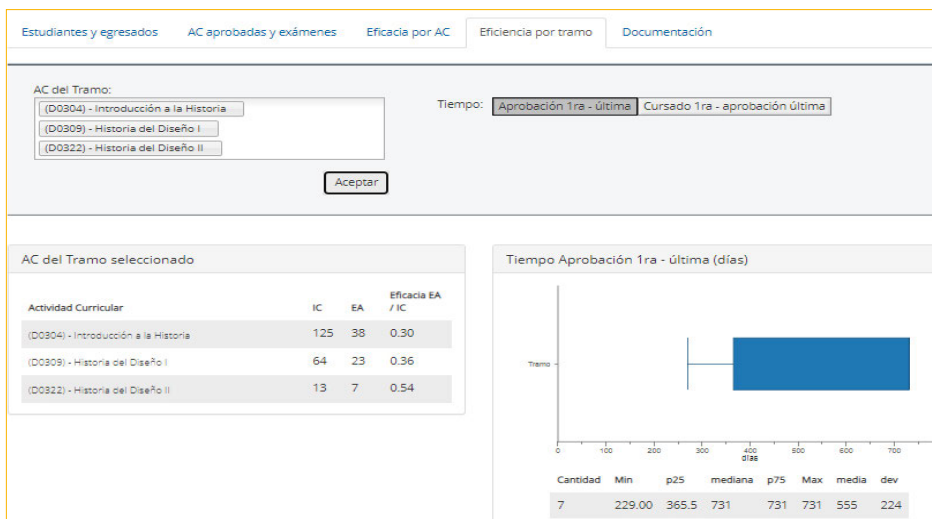 Estudiantes y egresados AC aprobadas y exámenes Eficacia por AC Eficiencia por tramo Documentación
AC del Tramo:
(D0304) - Introducción a la Historia
(D0309) - Historia del Diseño I
(D0322) - Historia del Diseño II
Tiempo: Aprobación 1ra - última Cursado 1ra - aprobación última
Aceptar
AC del Tramo seleccionado
Actividad Curricular IC EA Eficacia EA / IC
(D0304) - Introducción a la Historia 125 38 0.30
(D0309) - Historia del Diseño I 64 23 0.36
(D0322) - Historia del Diseño II 13 7 0.54
Tiempo Aprobación 1ra - última (días)
Tramo
0 100 200 300 400 500 600 700
días
Cantidad Min p25 mediana p75 Max media dev
7 229.00 365.5 731 731 731 555 224